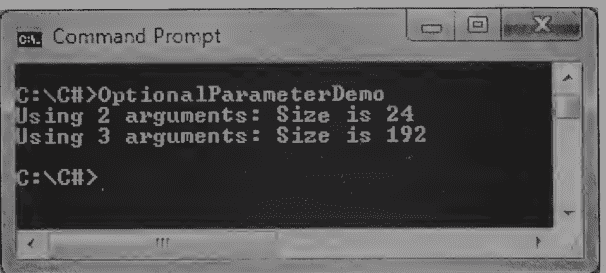 C:\. Command Prompt
C:\C#>OptionalParameterDemo
Using 2 arguments: Size is 24
Using 3 arguments: Size is 192
C:\C#>